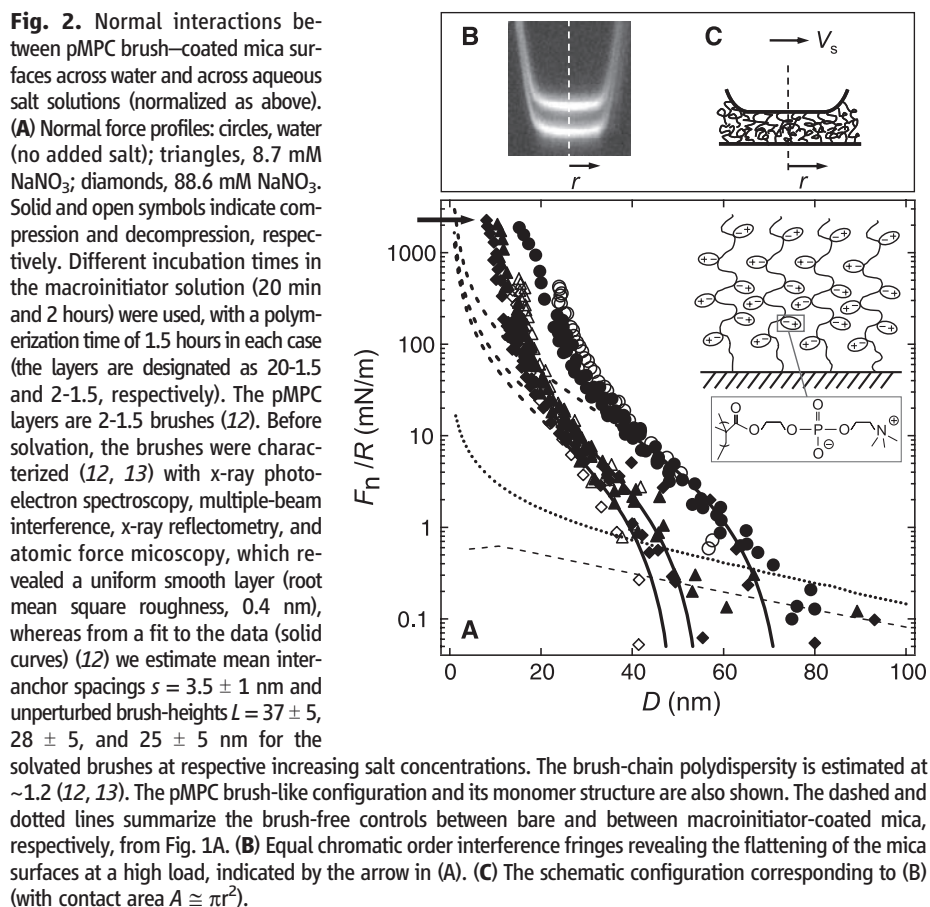 Fig. 2. Normal interactions be-
tween pMPC brush–coated mica sur-
faces across water and across aqueous
salt solutions (normalized as above).
(A) Normal force profiles: circles, water
(no added salt); triangles, 8.7 mM
NaNO₃; diamonds, 88.6 mM NaNO₃.
Solid and open symbols indicate com-
pression and decompression, respec-
tively. Different incubation times in
the macroinitiator solution (20 min
and 2 hours) were used, with a polym-
erization time of 1.5 hours in each case
(the layers are designated as 20-1.5
and 2-1.5, respectively). The pMPC
layers are 2-1.5 brushes (12). Before
solvation, the brushes were charac-
terized (12, 13) with x-ray photo-
electron spectroscopy, multiple-beam
interference, x-ray reflectometry, and
atomic force micoscopy, which re-
vealed a uniform smooth layer (root
mean square roughness, 0.4 nm),
whereas from a fit to the data (solid
curves) (12) we estimate mean inter-
anchor spacings s = 3.5 ± 1 nm and
unperturbed brush-heights L = 37 ± 5,
28 ± 5, and 25 ± 5 nm for the
solvated brushes at respective increasing salt concentrations. The brush-chain polydispersity is estimated at
~1.2 (12, 13). The pMPC brush-like configuration and its monomer structure are also shown. The dashed and
dotted lines summarize the brush-free controls between bare and between macroinitiator-coated mica,
respectively, from Fig. 1A. (B) Equal chromatic order interference fringes revealing the flattening of the mica
surfaces at a high load, indicated by the arrow in (A). (C) The schematic configuration corresponding to (B)
(with contact area A ≅ πr²).
B
r
C
Vₛ
r
Fₙ/R (mN/m)
1000
100
10
1
0.1
A
0 20 40 60 80 100
D (nm)
O
O
O
P
O
O
O
N
⊖
⊕